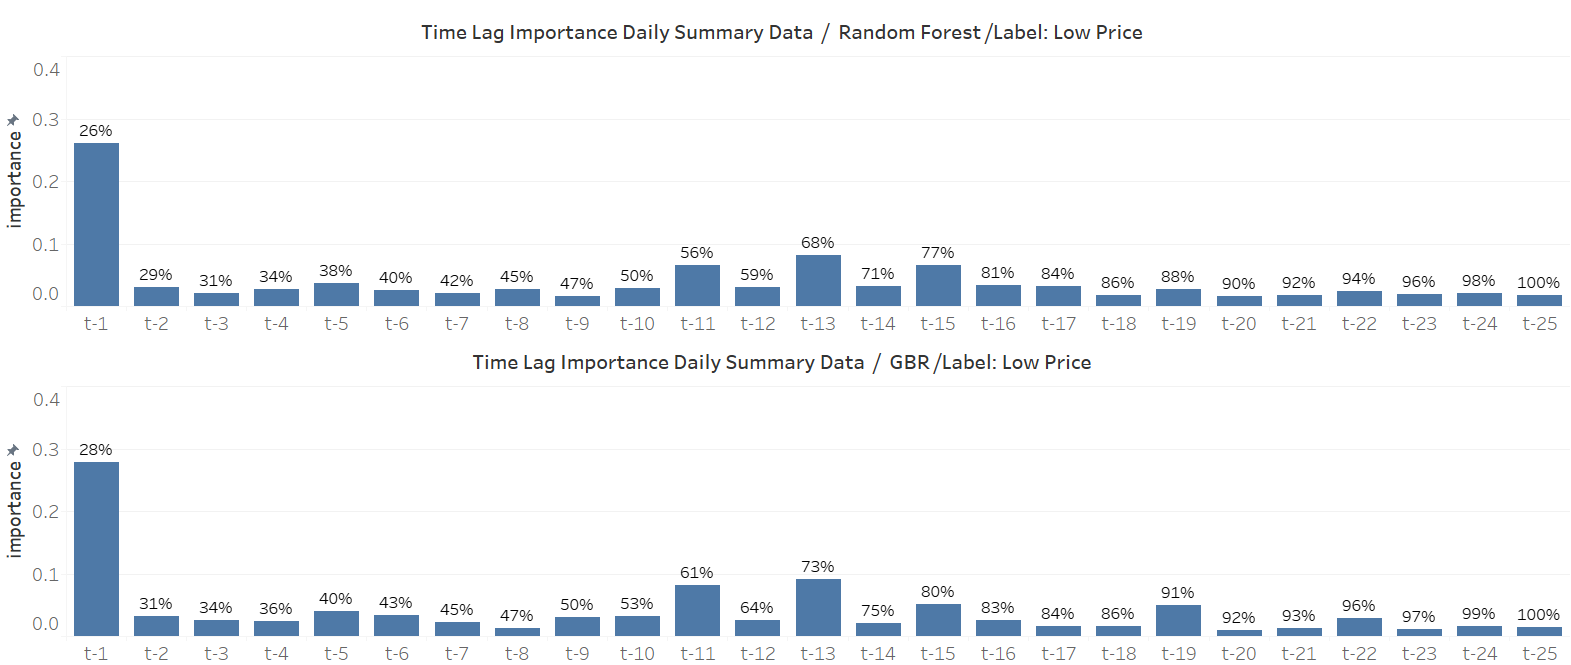 Time Lag Importance Daily Summary Data / Random Forest /Label: Low Price
importance
0.4
0.3
0.2
0.1
0.0
26% 29% 31% 34% 38% 40% 42% 45% 47% 50% 56% 59% 68% 71% 77% 81% 84% 86% 88% 90% 92% 94% 96% 98% 100%
t-1 t-2 t-3 t-4 t-5 t-6 t-7 t-8 t-9 t-10 t-11 t-12 t-13 t-14 t-15 t-16 t-17 t-18 t-19 t-20 t-21 t-22 t-23 t-24 t-25
Time Lag Importance Daily Summary Data / GBR /Label: Low Price
importance
0.4
0.3
0.2
0.1
0.0
28% 31% 34% 36% 40% 43% 45% 47% 50% 53% 61% 64% 73% 75% 80% 83% 84% 86% 91% 92% 93% 96% 97% 99% 100%
t-1 t-2 t-3 t-4 t-5 t-6 t-7 t-8 t-9 t-10 t-11 t-12 t-13 t-14 t-15 t-16 t-17 t-18 t-19 t-20 t-21 t-22 t-23 t-24 t-25